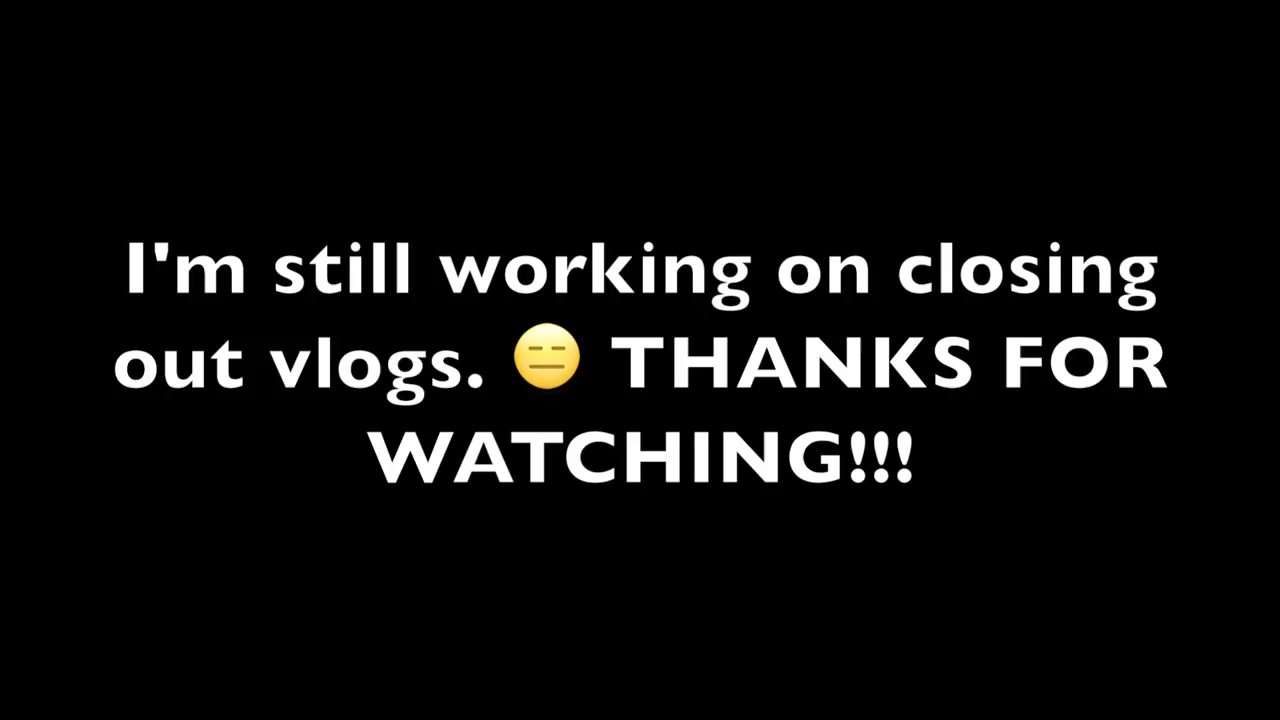 I'm still working on closing
out vlogs. 😑 THANKS FOR
WATCHING!!!